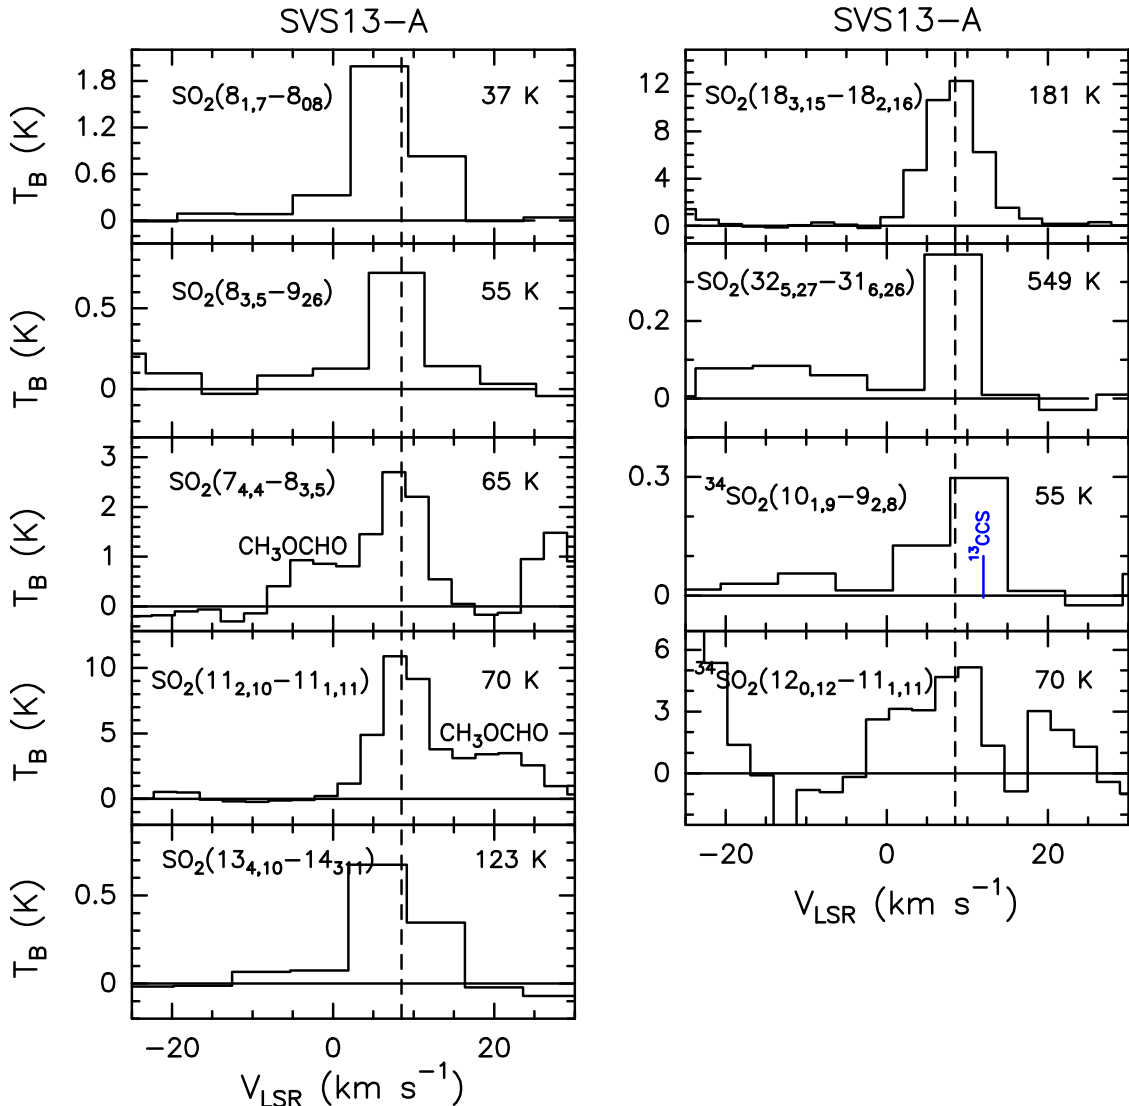 SVS13-A
SO2(81,7-808) 37 K
1.8
1.2
0.6
0
TB (K)
SO2(83,5-926) 55 K
0.5
0
TB (K)
SO2(74,4-83,5) 65 K
CH3OCHO
3
2
1
0
TB (K)
SO2(112,10-111,11) 70 K
CH3OCHO
10
5
0
TB (K)
SO2(134,10-14311) 123 K
0.5
0
TB (K)
-20 0 20
VLSR (km s-1)
SVS13-A
SO2(183,15-182,16) 181 K
12
8
4
0
SO2(325,27-316,26) 549 K
0.2
0
34SO2(101,9-92,8) 55 K
13CCS
0.3
0
34SO2(120,12-111,11) 70 K
6
3
0
-20 0 20
VLSR (km s-1)